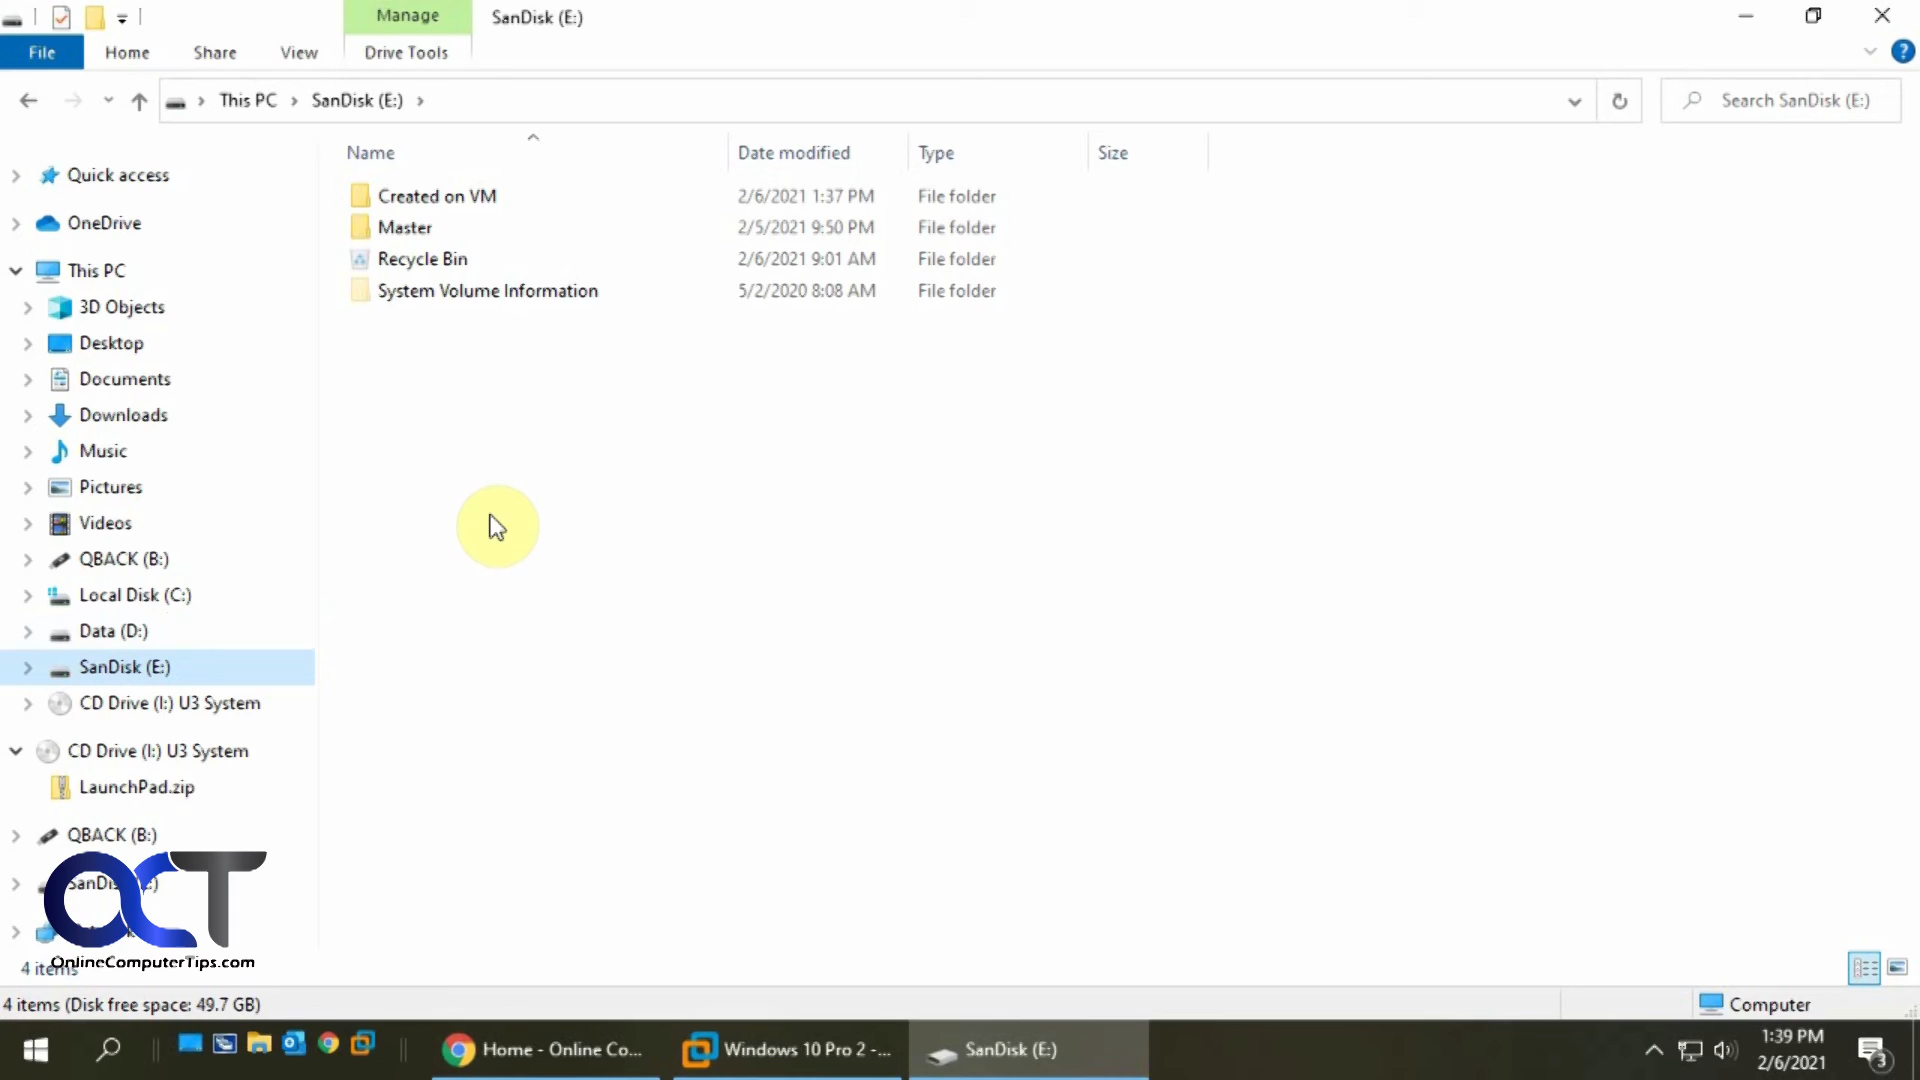 Manage
SanDisk (E:)
File
Home
Share
View
Drive Tools
This PC
SanDisk (E:)
Search SanDisk (E:)
Name
Date modified
Type
Size
Created on VM
2/6/2021 1:37 PM
File folder
Master
2/5/2021 9:50 PM
File folder
Recycle Bin
2/6/2021 9:01 AM
File folder
System Volume Information
5/2/2020 8:08 AM
File folder
Quick access
OneDrive
This PC
3D Objects
Desktop
Documents
Downloads
Music
Pictures
Videos
QBACK (B:)
Local Disk (C:)
Data (D:)
SanDisk (E:)
CD Drive (I:) U3 System
CD Drive (I:) U3 System
LaunchPad.zip
QBACK (B:)
OCT
OnlineComputerTips.com
4 items
4 items (Disk free space: 49.7 GB)
Computer
Home - Online Co...
Windows 10 Pro 2 -...
SanDisk (E:)
1:39 PM
2/6/2021
3